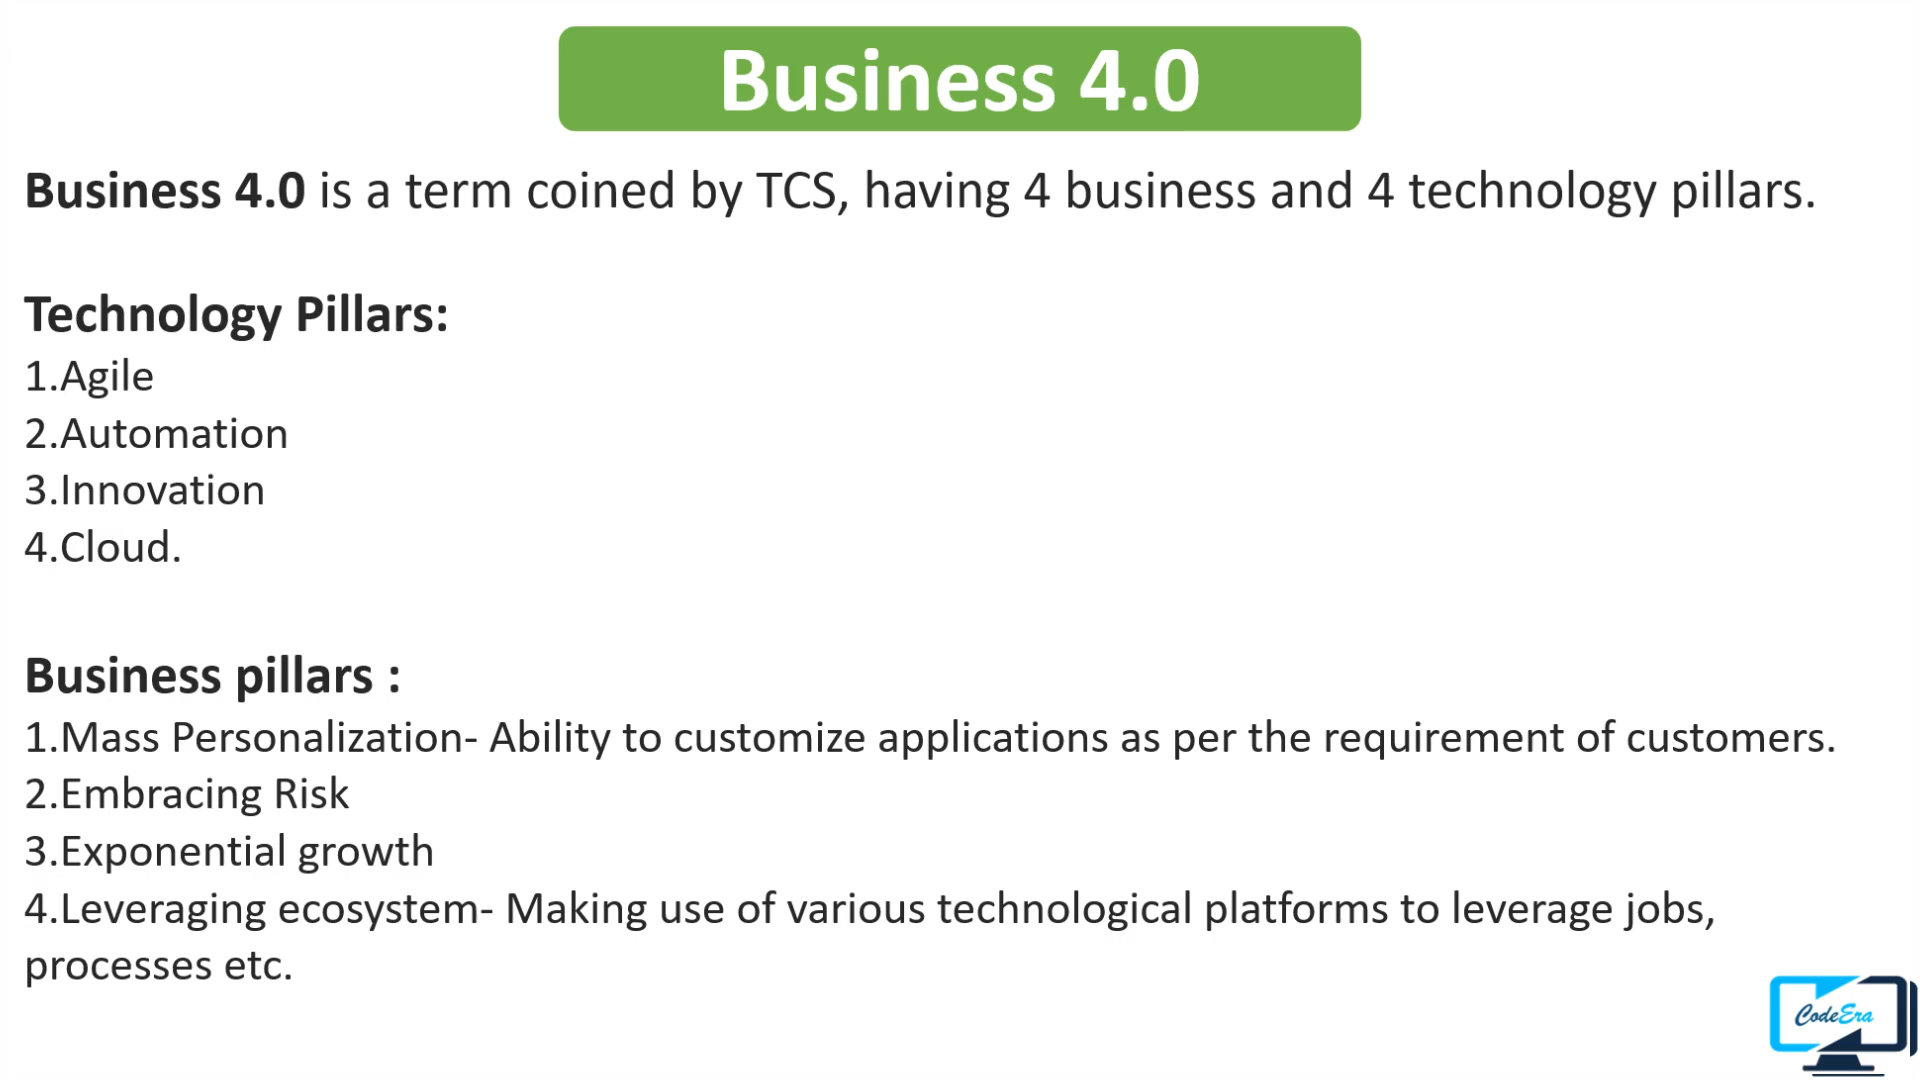 Business 4.0
Business 4.0 is a term coined by TCS, having 4 business and 4 technology pillars.
Technology Pillars:
1.Agile
2.Automation
3.Innovation
4.Cloud.
Business pillars :
1.Mass Personalization- Ability to customize applications as per the requirement of customers.
2.Embracing Risk
3.Exponential growth
4.Leveraging ecosystem- Making use of various technological platforms to leverage jobs,
processes etc.
CodeEra